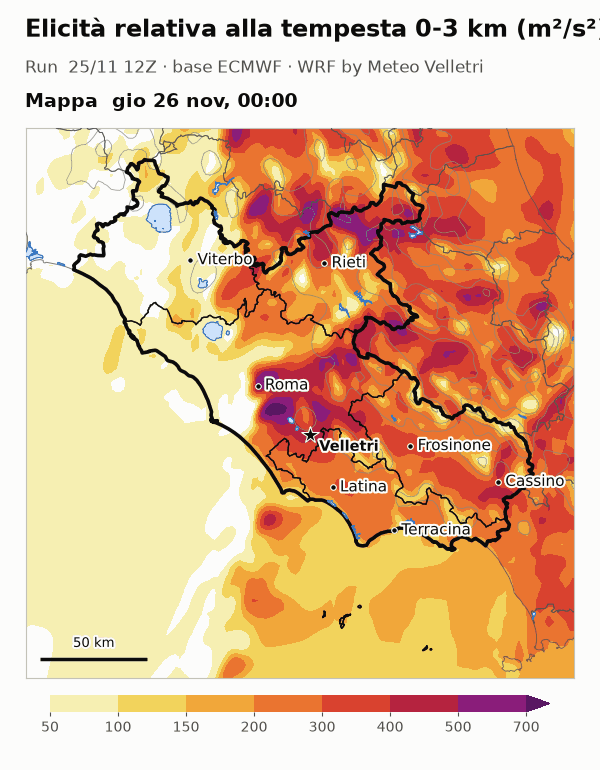 Elicità relativa alla tempesta 0-3 km (m²/s²)
Run 25/11 12Z · base ECMWF · WRF by Meteo Velletri
Mappa gio 26 nov, 00:00
Viterbo
Rieti
Roma
Velletri
Frosinone
Cassino
Latina
Terracina
50 km
50 100 150 200 300 400 500 700